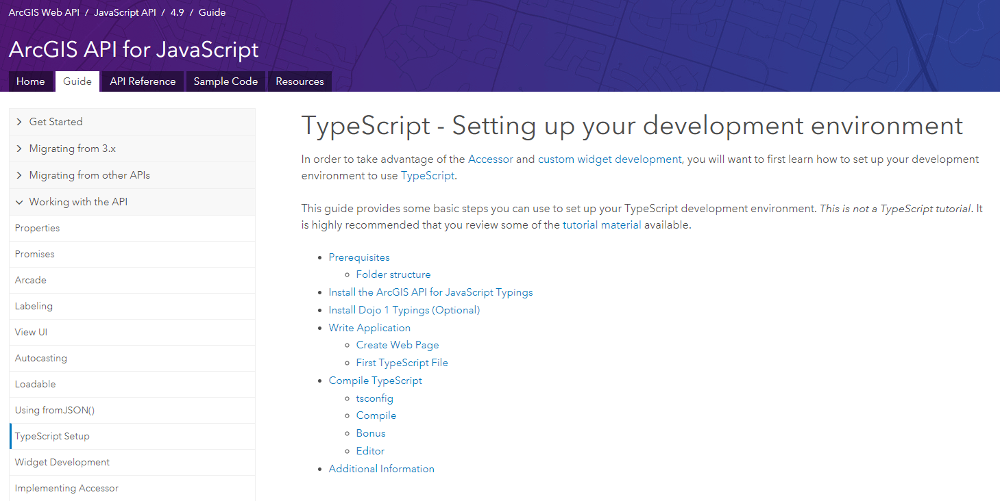 ArcGIS Web API / JavaScript API / 4.9 / Guide
ArcGIS API for JavaScript
Home Guide API Reference Sample Code Resources
Get Started
Migrating from 3.x
Migrating from other APIs
Working with the API
Properties
Promises
Arcade
Labeling
View UI
Autocasting
Loadable
Using fromJSON()
TypeScript Setup
Widget Development
Implementing Accessor
TypeScript - Setting up your development environment
In order to take advantage of the Accessor and custom widget development, you will want to first learn how to set up your development
environment to use TypeScript.
This guide provides some basic steps you can use to set up your TypeScript development environment. This is not a TypeScript tutorial. It
is highly recommended that you review some of the tutorial material available.
Prerequisites
Folder structure
Install the ArcGIS API for JavaScript Typings
Install Dojo 1 Typings (Optional)
Write Application
Create Web Page
First TypeScript File
Compile TypeScript
tsconfig
Compile
Bonus
Editor
Additional Information